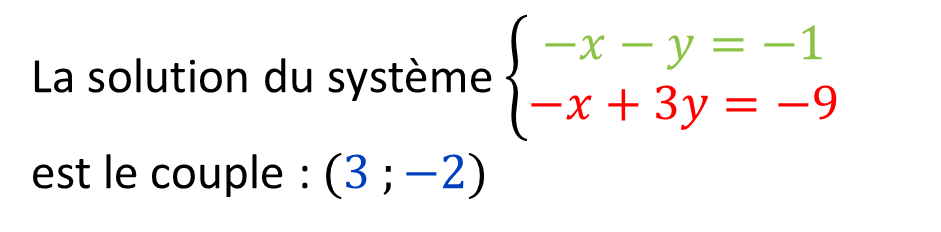 La solution du système { −x − y = −1
−x + 3y = −9
est le couple : (3 ; −2)